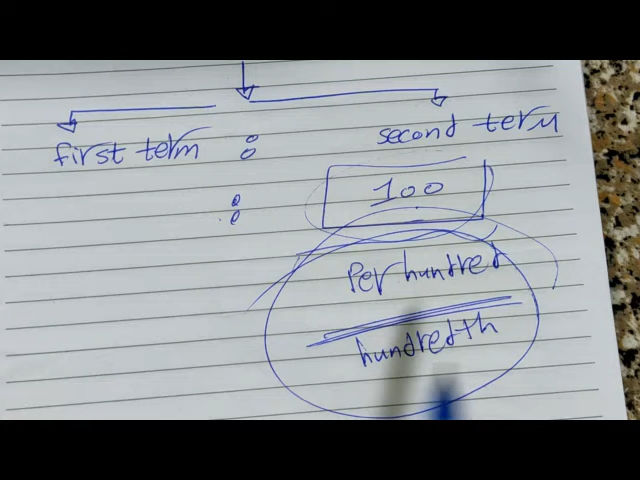 first term : second term
: 100
Per hundred
hundredth